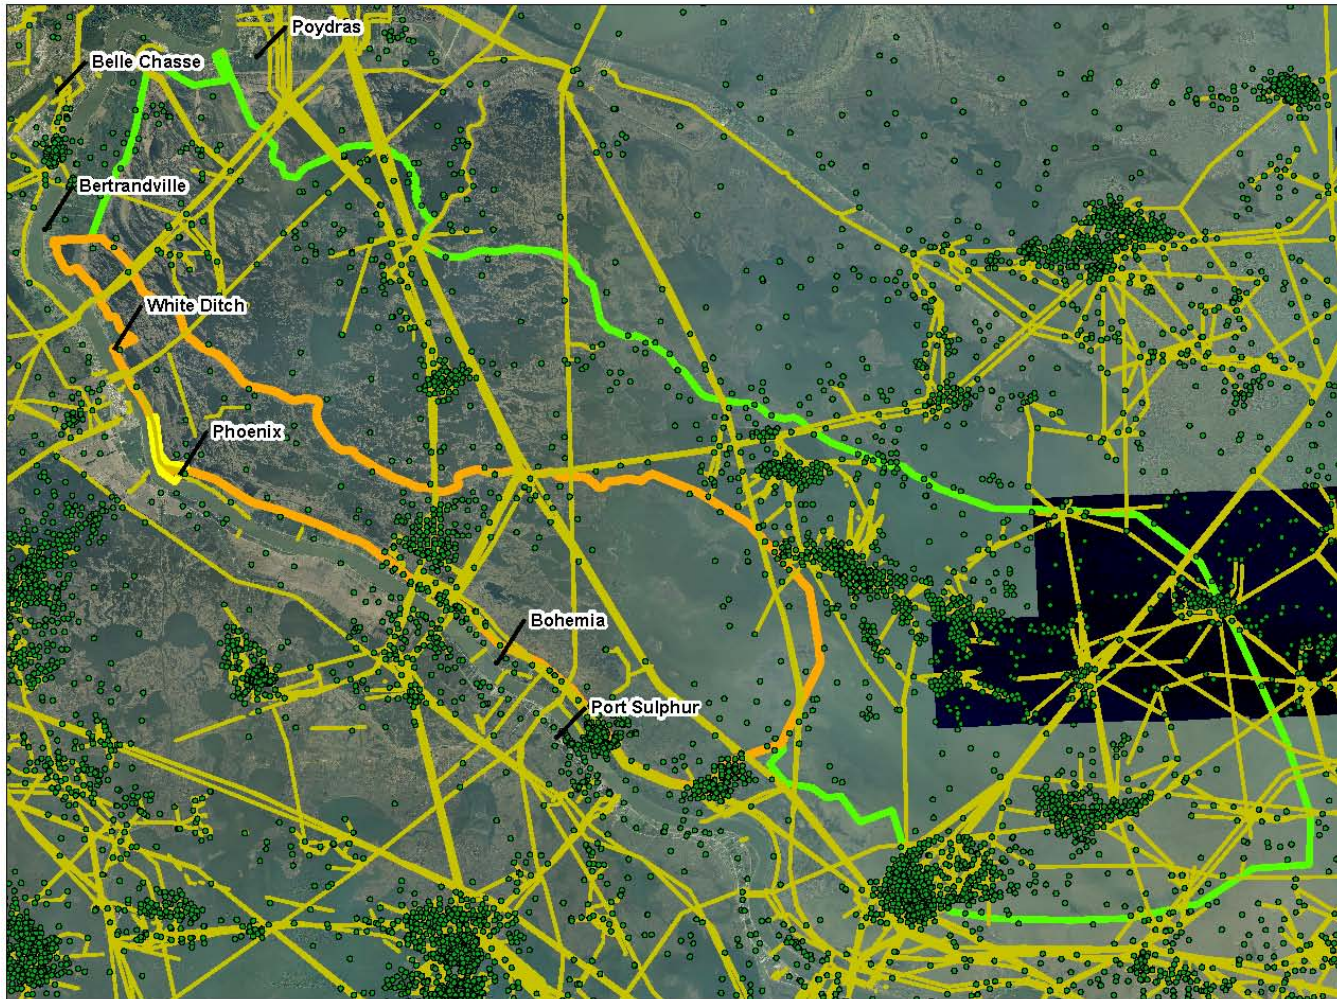 Poydras
Belle Chasse
Bertrandville
White Ditch
Phoenix
Bohemia
Port Sulphur